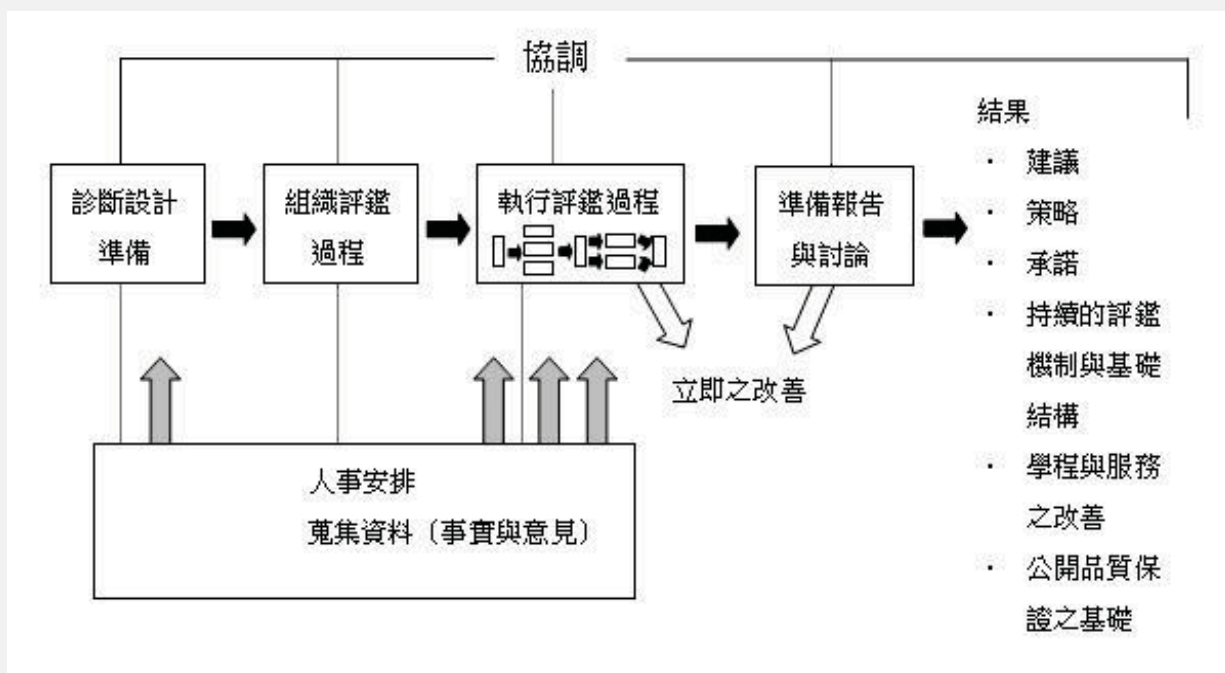 協調
診斷設計
準備
組織評鑑
過程
執行評鑑過程
準備報告
與討論
立即之改善
人事安排
蒐集資料〔事實與意見〕
結果
· 建議
· 策略
· 承諾
· 持續的評鑑
機制與基礎
結構
· 學程與服務
之改善
· 公開品質保
證之基礎